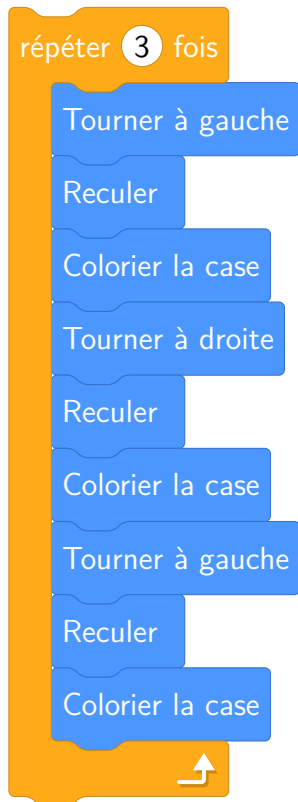 répéter 3 fois
Tourner à gauche
Reculer
Colorier la case
Tourner à droite
Reculer
Colorier la case
Tourner à gauche
Reculer
Colorier la case